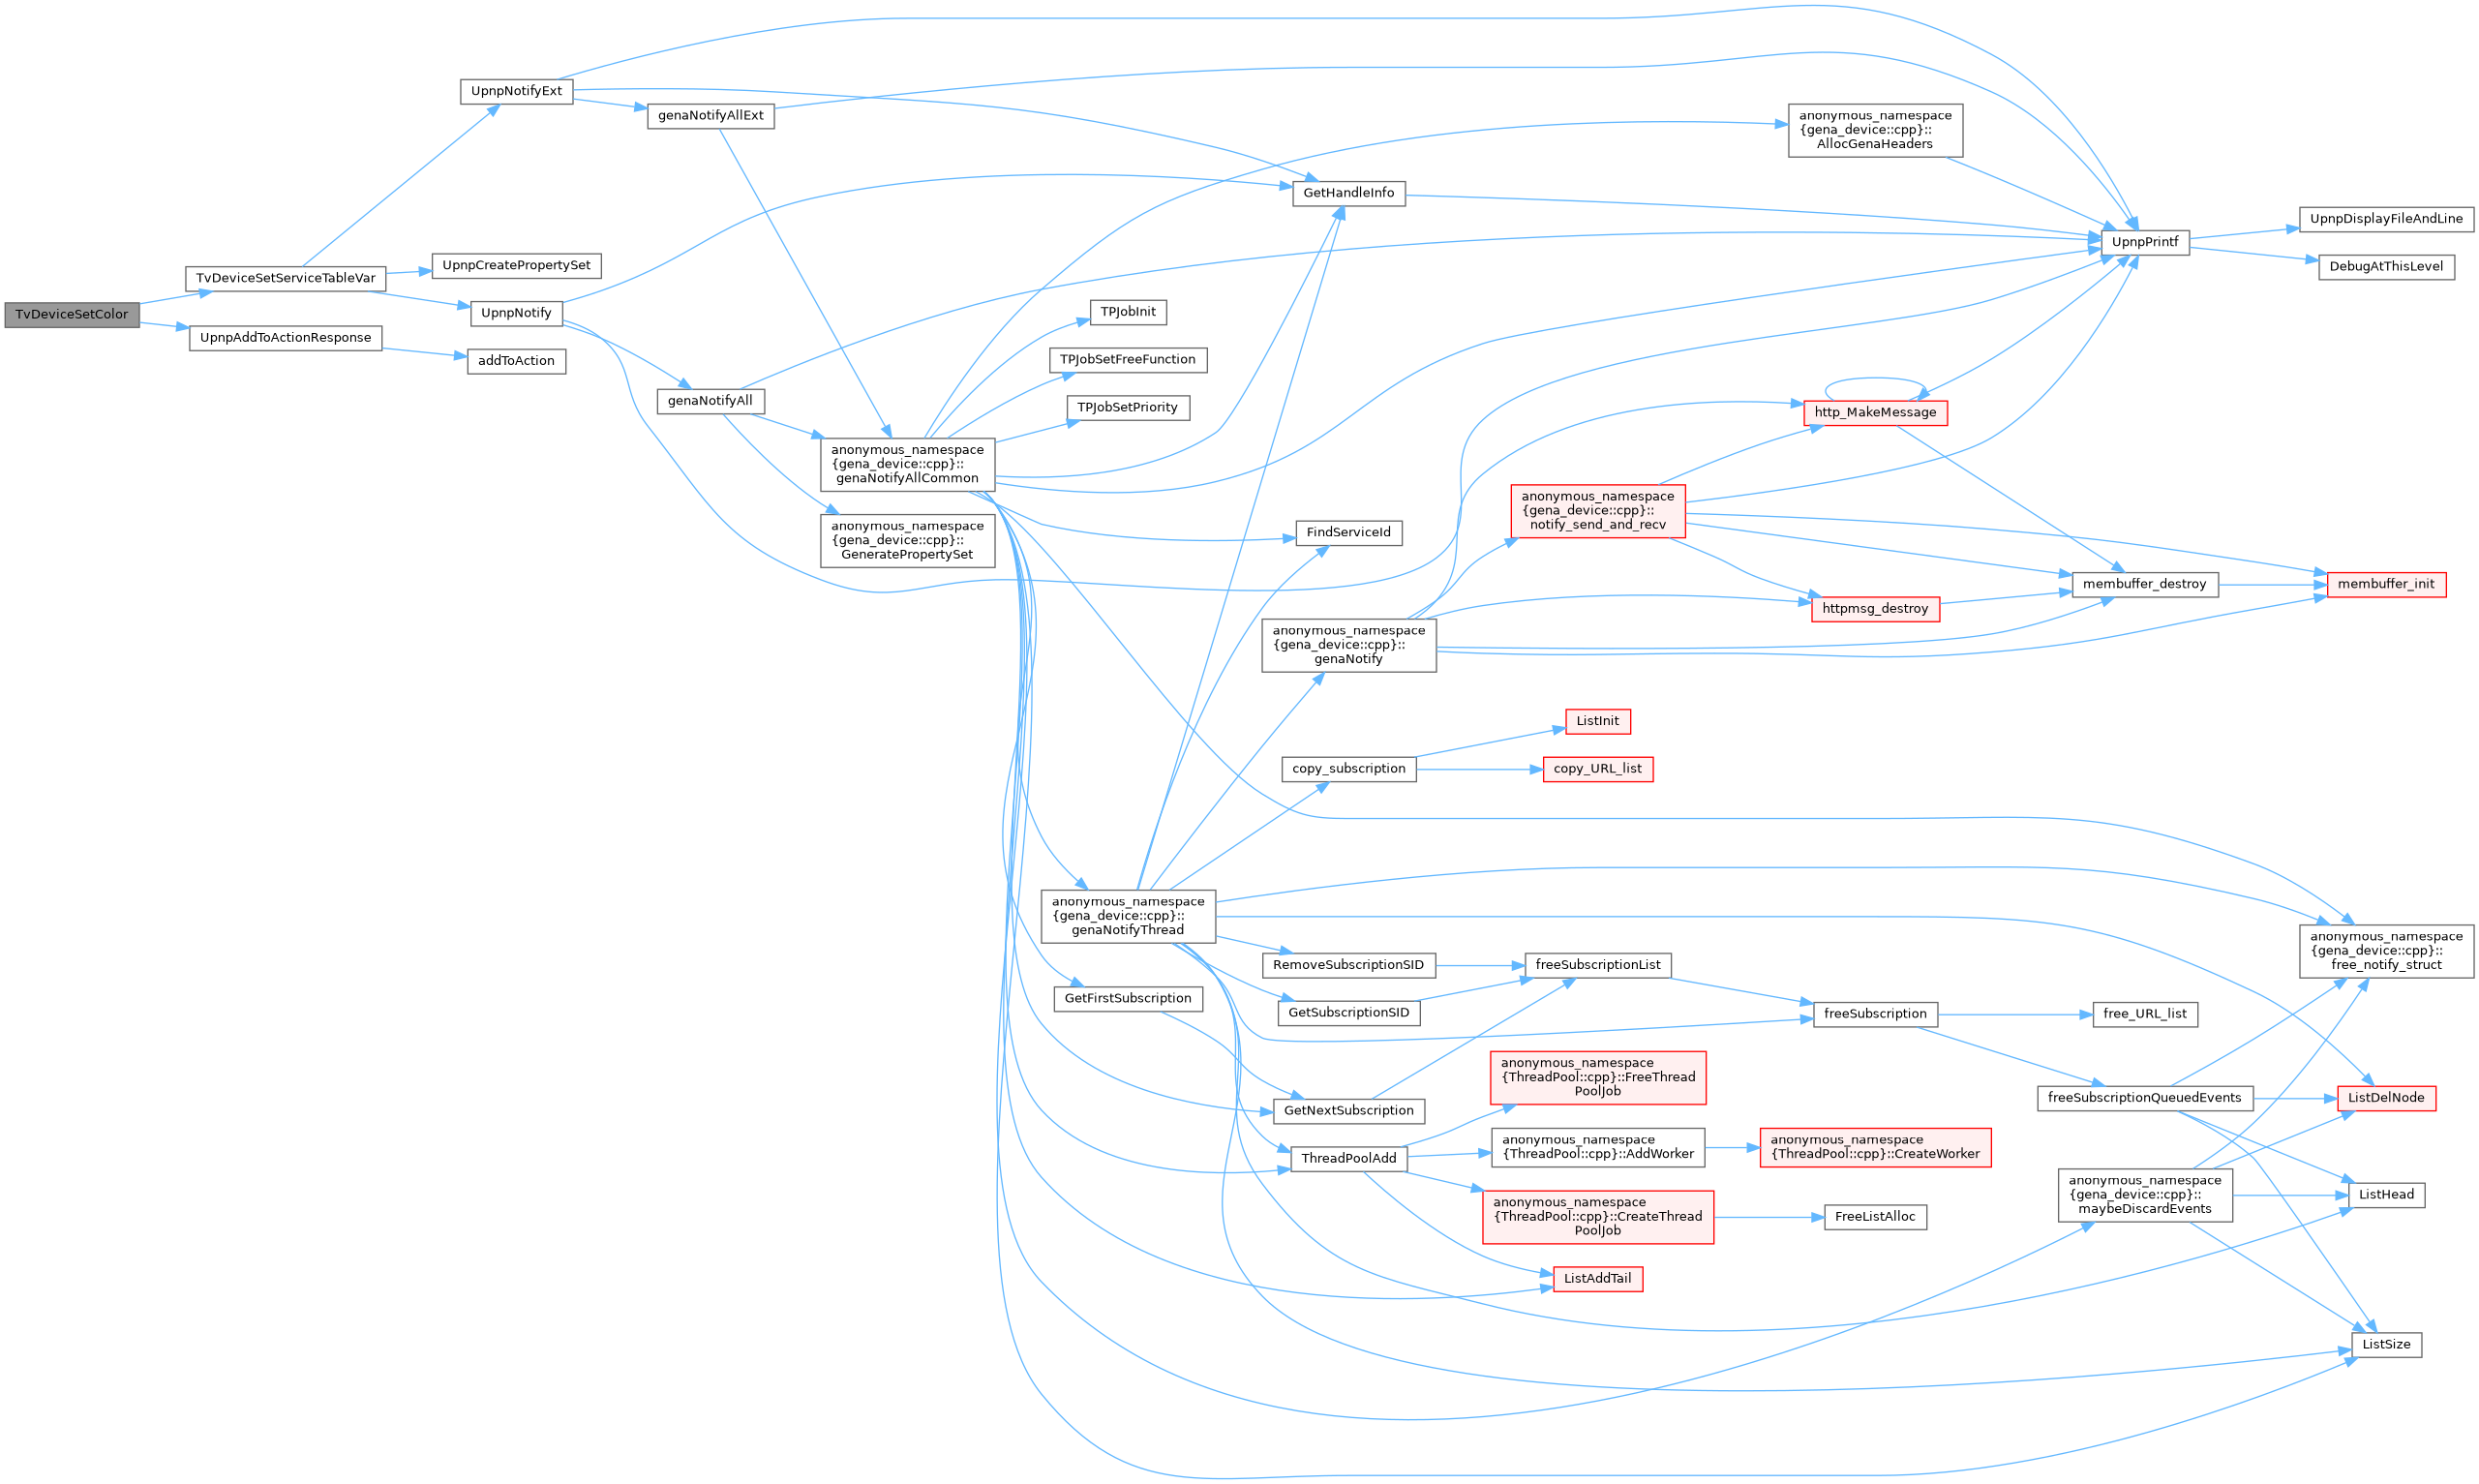 TvDeviceSetColor
TvDeviceSetServiceTableVar
UpnpAddToActionResponse
UpnpNotifyExt
UpnpCreatePropertySet
UpnpNotify
addToAction
genaNotifyAllExt
genaNotifyAll
anonymous_namespace
{gena_device::cpp}::
genaNotifyAllCommon
anonymous_namespace
{gena_device::cpp}::
GeneratePropertySet
GetHandleInfo
TPJobInit
TPJobSetFreeFunction
TPJobSetPriority
FindServiceId
anonymous_namespace
{gena_device::cpp}::
genaNotify
copy_subscription
anonymous_namespace
{gena_device::cpp}::
genaNotifyThread
GetFirstSubscription
RemoveSubscriptionSID
GetSubscriptionSID
GetNextSubscription
ThreadPoolAdd
anonymous_namespace
{gena_device::cpp}::
notify_send_and_recv
ListInit
copy_URL_list
freeSubscriptionList
anonymous_namespace
{ThreadPool::cpp}::FreeThread
PoolJob
anonymous_namespace
{ThreadPool::cpp}::AddWorker
anonymous_namespace
{ThreadPool::cpp}::CreateThread
PoolJob
ListAddTail
anonymous_namespace
{gena_device::cpp}::
AllocGenaHeaders
http_MakeMessage
httpmsg_destroy
freeSubscription
anonymous_namespace
{ThreadPool::cpp}::CreateWorker
FreeListAlloc
UpnpPrintf
membuffer_destroy
free_URL_list
freeSubscriptionQueuedEvents
anonymous_namespace
{gena_device::cpp}::
maybeDiscardEvents
UpnpDisplayFileAndLine
DebugAtThisLevel
membuffer_init
anonymous_namespace
{gena_device::cpp}::
free_notify_struct
ListDelNode
ListHead
ListSize